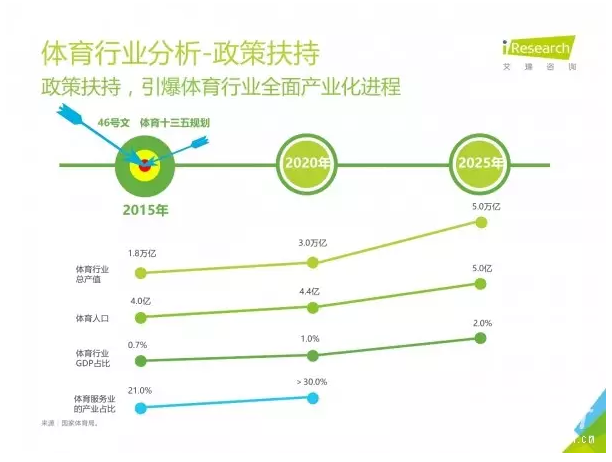 体育行业分析-政策扶持
iResearch
艾瑞咨询
政策扶持，引爆体育行业全面产业化进程
46号文 体育十三五规划
2015年
2020年
2025年
体育行业
总产值
1.8万亿
3.0万亿
5.0万亿
体育人口
4.0亿
4.4亿
5.0亿
体育行业
GDP占比
0.7%
1.0%
2.0%
体育服务业
的产业占比
21.0%
＞30.0%
来源：国家体育局。